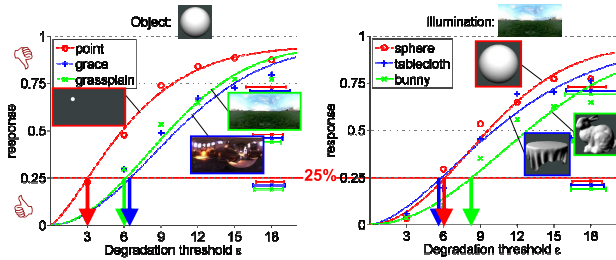 Object:
1
point
grace
grassplain
0.75
0.5
0.25
0
response
3 6 9 12 15 18
Degradation threshold ε
25%
Illumination:
1
sphere
tablecloth
bunny
0.75
0.5
0.25
0
response
3 6 9 12 15 18
Degradation threshold ε